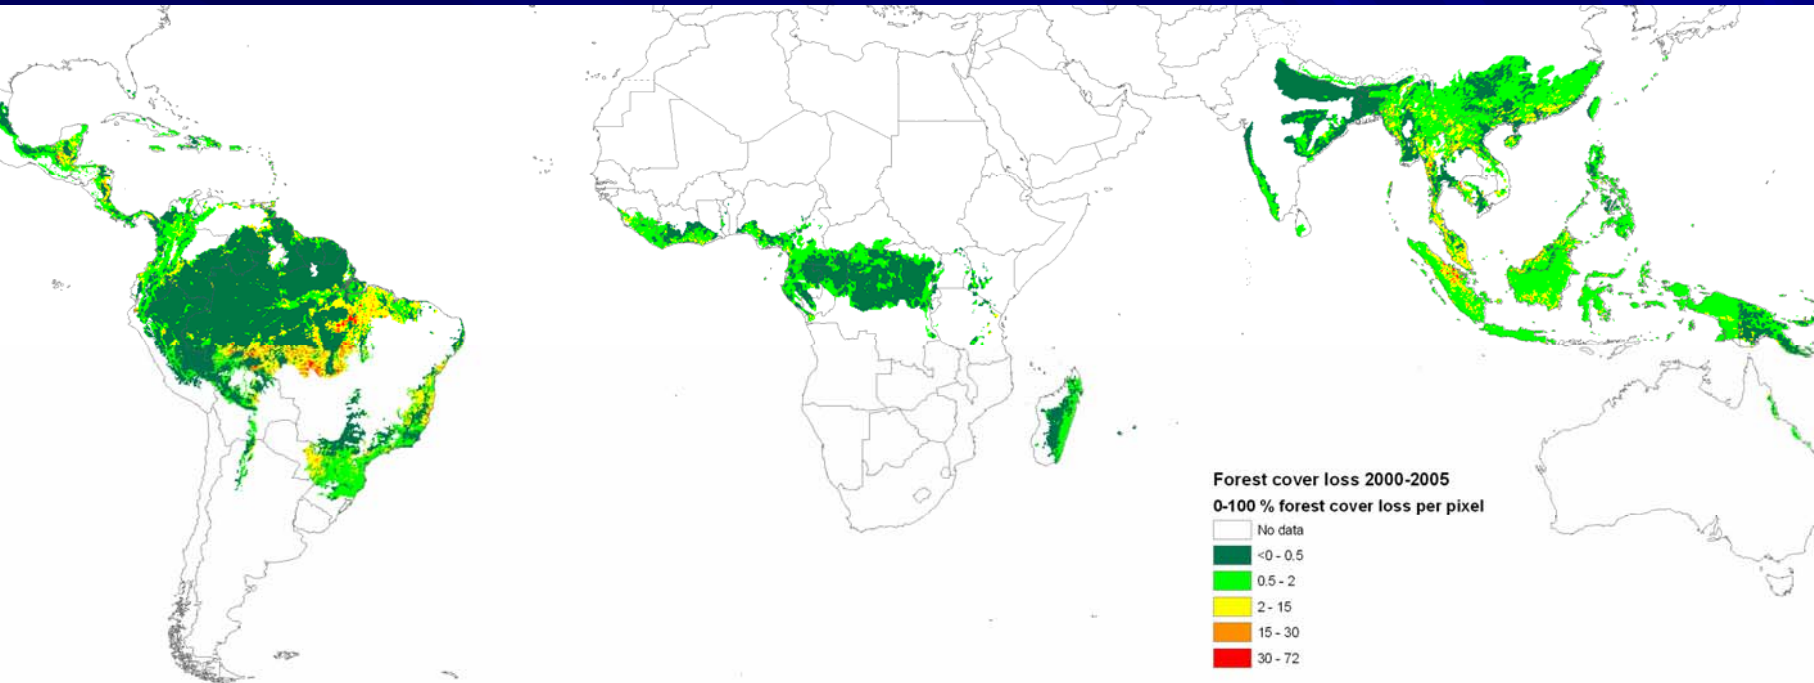 Forest cover loss 2000-2005
0-100 % forest cover loss per pixel
No data
<0 - 0.5
0.5 - 2
2 - 15
15 - 30
30 - 72